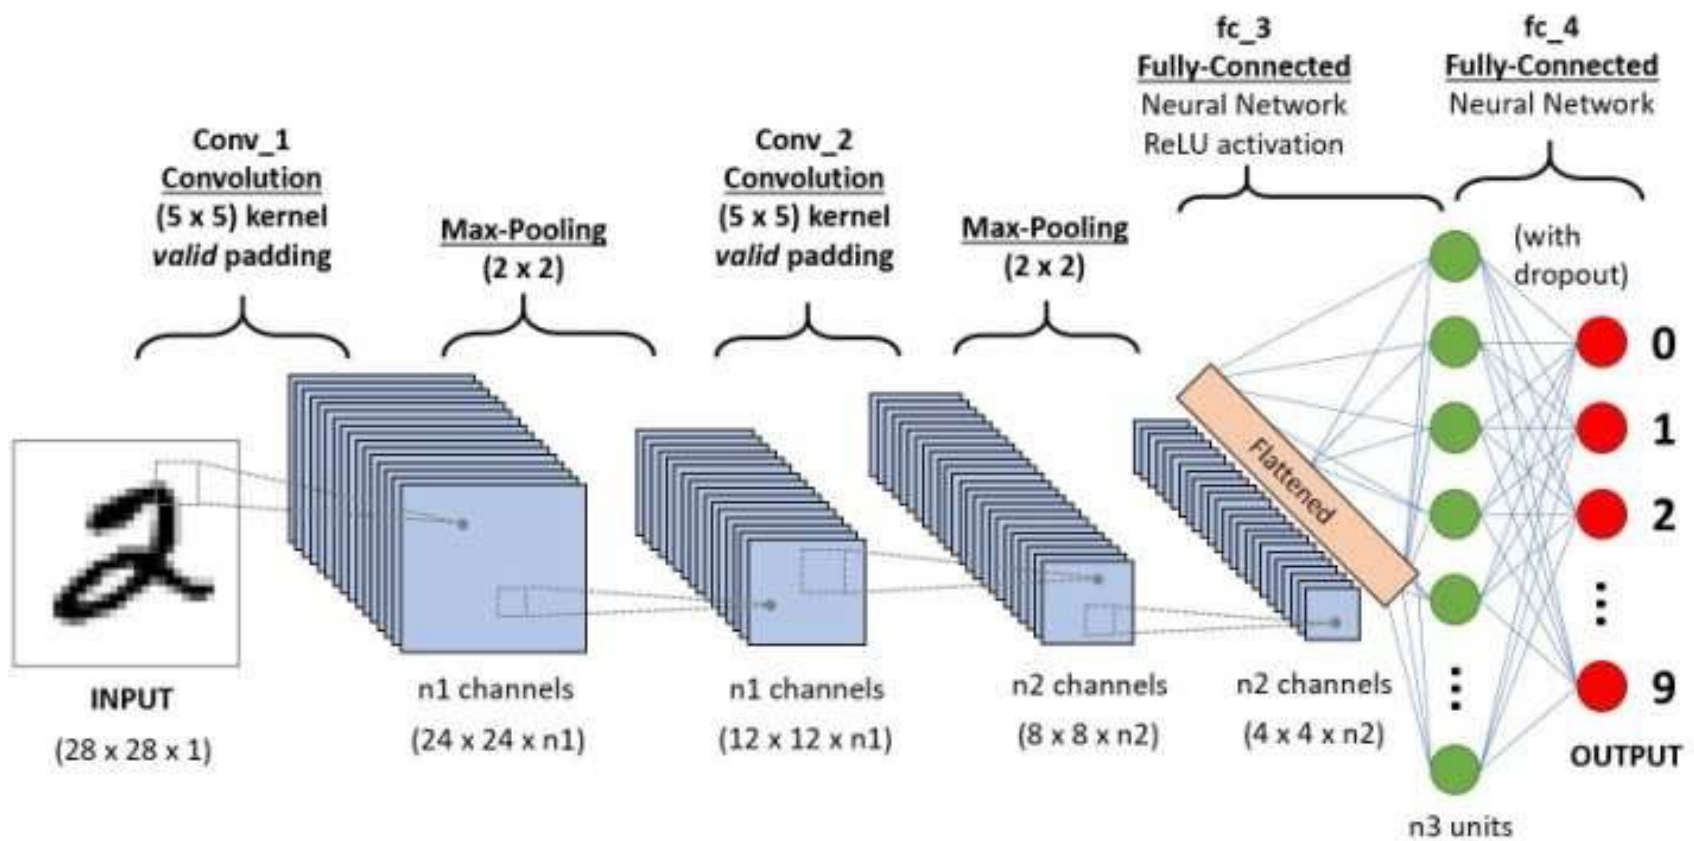 Conv_1
Convolution
(5 x 5) kernel
valid padding
Max-Pooling
(2 x 2)
Conv_2
Convolution
(5 x 5) kernel
valid padding
Max-Pooling
(2 x 2)
fc_3
Fully-Connected
Neural Network
ReLU activation
fc_4
Fully-Connected
Neural Network
(with
dropout)
Flattened
0
1
2
9
OUTPUT
2
INPUT
(28 x 28 x 1)
n1 channels
(24 x 24 x n1)
n1 channels
(12 x 12 x n1)
n2 channels
(8 x 8 x n2)
n2 channels
(4 x 4 x n2)
n3 units